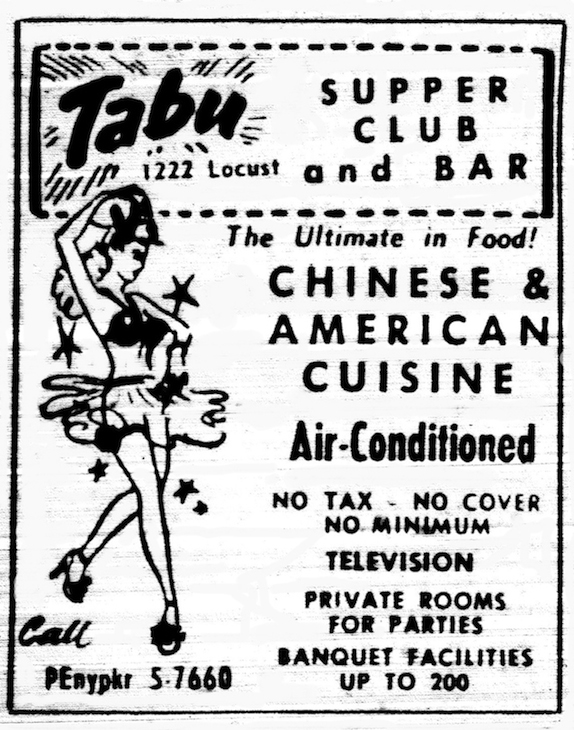 Tabu
1222 Locust
SUPPER
CLUB
and BAR
The Ultimate in Food!
CHINESE &
AMERICAN
CUISINE
Air-Conditioned
NO TAX - NO COVER
NO MINIMUM
TELEVISION
PRIVATE ROOMS
FOR PARTIES
BANQUET FACILITIES
UP TO 200
Call
PEnypkr 5-7660